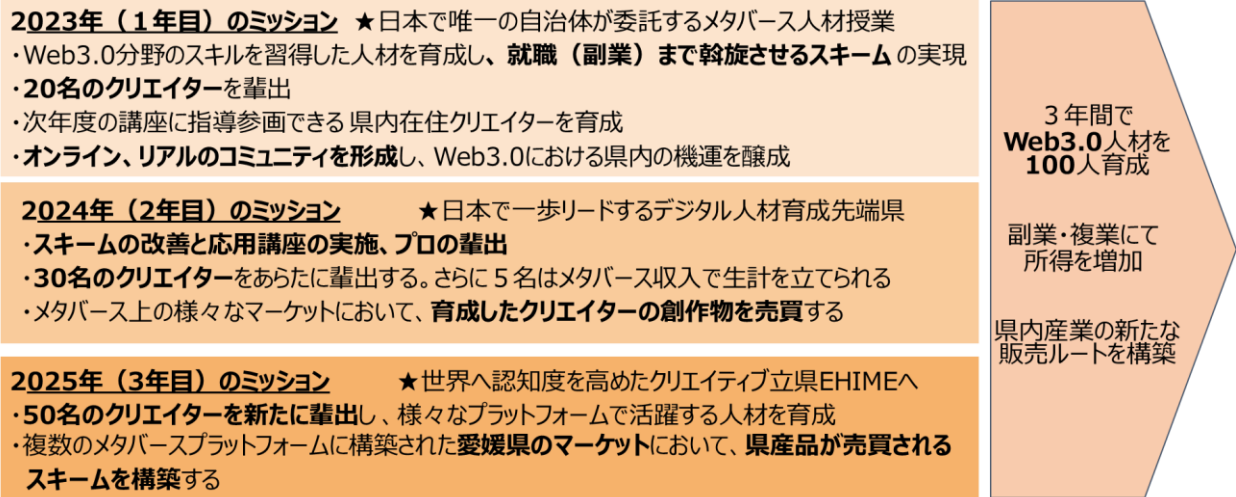 2023年（１年目）のミッション ★日本で唯一の自治体が委託するメタバース人材授業
・Web3.0分野のスキルを習得した人材を育成し、就職（副業）まで斡旋させるスキームの実現
・20名のクリエイターを輩出
・次年度の講座に指導参画できる県内在住クリエイターを育成
・オンライン、リアルのコミュニティを形成し、Web3.0における県内の機運を醸成
2024年（2年目）のミッション ★日本で一歩リードするデジタル人材育成先端県
・スキームの改善と応用講座の実施、プロの輩出
・30名のクリエイターをあらたに輩出する。さらに５名はメタバース収入で生計を立てられる
・メタバース上の様々なマーケットにおいて、育成したクリエイターの創作物を売買する
2025年（3年目）のミッション ★世界へ認知度を高めたクリエイティブ立県EHIMEへ
・50名のクリエイターを新たに輩出し、様々なプラットフォームで活躍する人材を育成
・複数のメタバースプラットフォームに構築された愛媛県のマーケットにおいて、県産品が売買される
スキームを構築する
３年間で
Web3.0人材を
100人育成
副業・複業にて
所得を増加
県内産業の新たな
販売ルートを構築